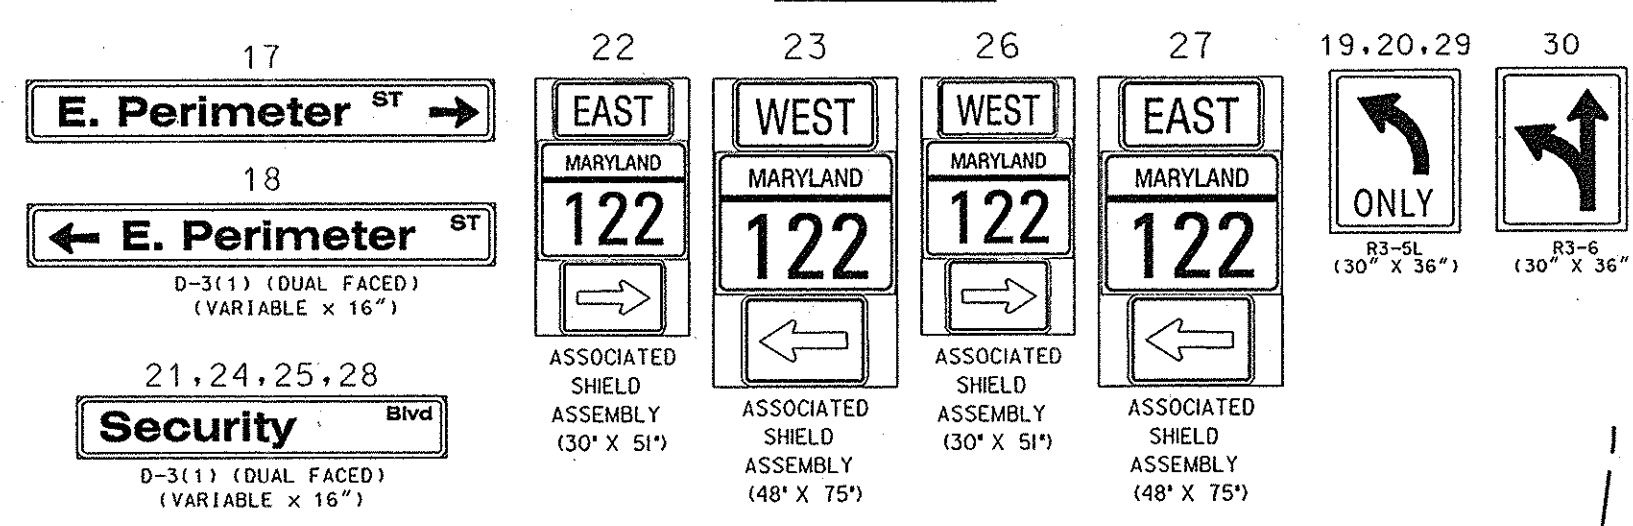 17
E. Perimeter ST
18
E. Perimeter ST
D-3(1) (DUAL FACED)
(VARIABLE x 16")
21,24,25,28
Security Blvd
D-3(1) (DUAL FACED)
(VARIABLE x 16")
22
EAST
MARYLAND
122
ASSOCIATED
SHIELD
ASSEMBLY
(30" X 51")
23
WEST
MARYLAND
122
ASSOCIATED
SHIELD
ASSEMBLY
(48" X 75")
26
WEST
MARYLAND
122
ASSOCIATED
SHIELD
ASSEMBLY
(30" X 51")
27
EAST
MARYLAND
122
ASSOCIATED
SHIELD
ASSEMBLY
(48" X 75")
19,20,29
ONLY
R3-5L
(30" X 36")
30
R3-6
(30" X 36"